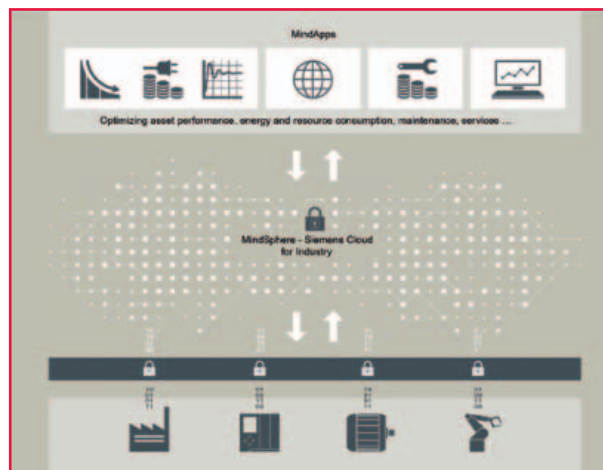 MindApps
Optimizing asset performance, energy and resource consumption, maintenance, services ...
MindSphere - Siemens Cloud
for Industry